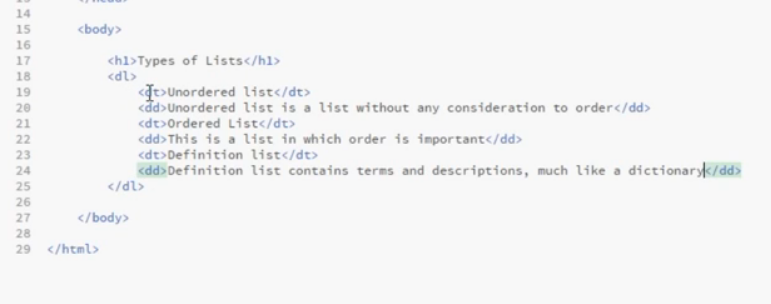 14
15 <body>
16
17 <h1>Types of Lists</h1>
18 <dl>
19 <dt>Unordered list</dt>
20 <dd>Unordered list is a list without any consideration to order</dd>
21 <dt>Ordered List</dt>
22 <dd>This is a list in which order is important</dd>
23 <dt>Definition list</dt>
24 <dd>Definition list contains terms and descriptions, much like a dictionary</dd>
25 </dl>
26
27 </body>
28
29 </html>